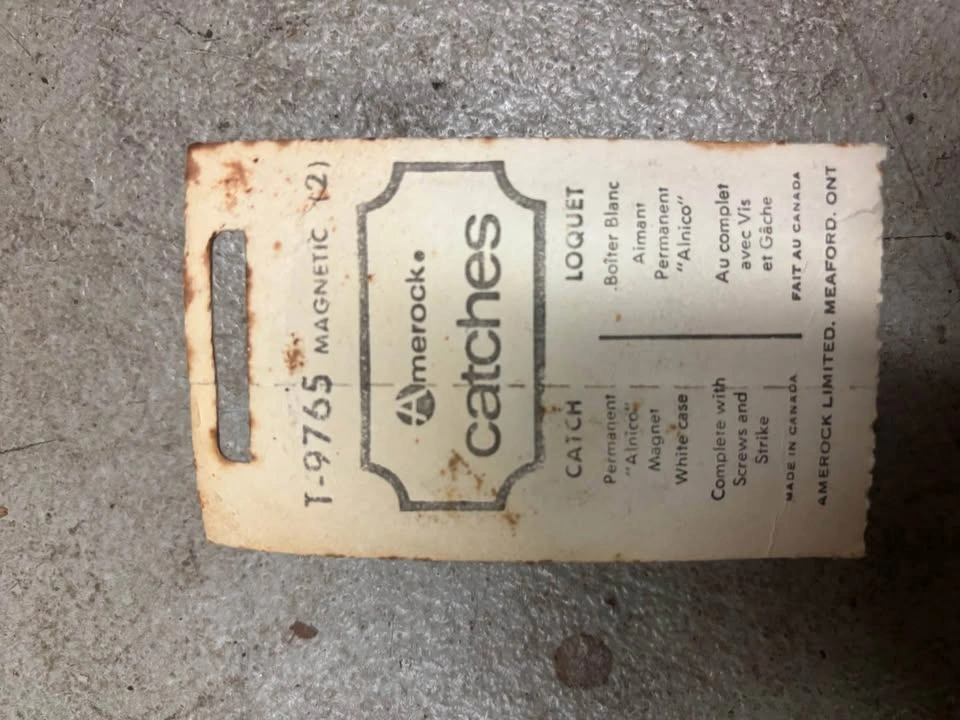 T-9765 MAGNETIC (2)
Amerock.
catches
CATCH
Permanent
"Alnico"
Magnet
White case
Complete with
Screws and
Strike
MADE IN CANADA
LOQUET
Boîtier Blanc
Aimant
Permanent
"Alnico"
Au complet
avec Vis
et Gâche
FAIT AU CANADA
AMEROCK LIMITED. MEAFORD. ONT